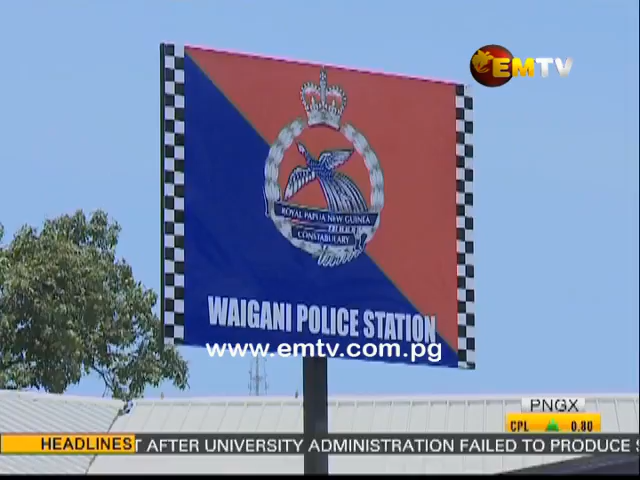 EMTV
ROYAL PAPUA NEW GUINEA
CONSTABULARY
WAIGANI POLICE STATION
www.emtv.com.pg
PNGX
CPL 0.80
HEADLINES T AFTER UNIVERSITY ADMINISTRATION FAILED TO PRODUCE S